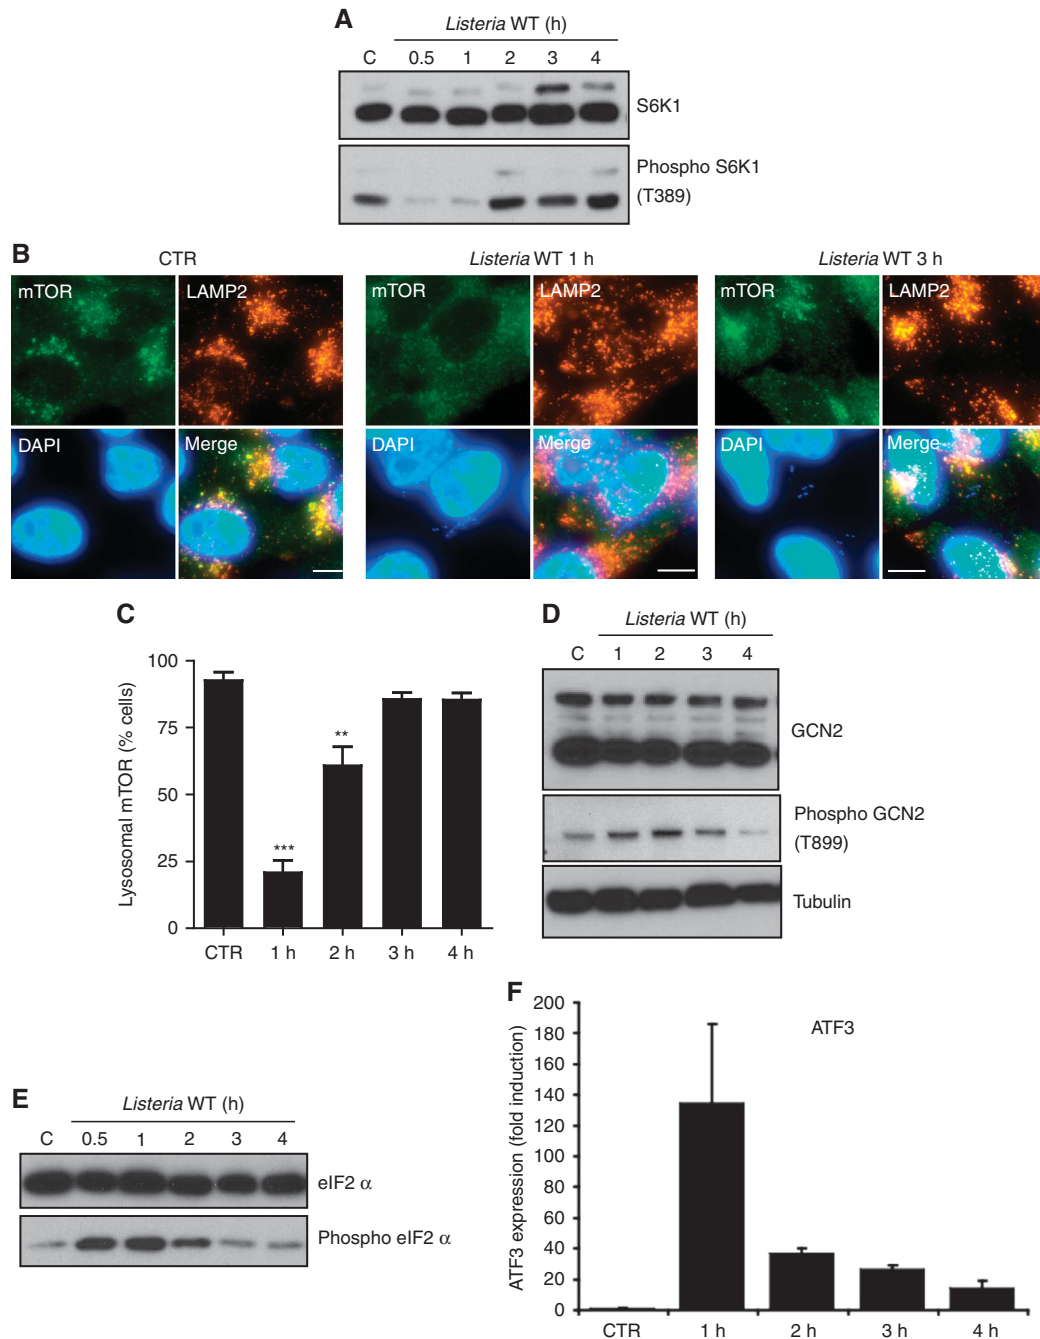 A
Listeria WT (h)
C 0.5 1 2 3 4
S6K1
Phospho S6K1
(T389)
B
CTR
Listeria WT 1 h
Listeria WT 3 h
mTOR LAMP2 mTOR LAMP2 mTOR LAMP2
DAPI Merge DAPI Merge DAPI Merge
C
Lysosomal mTOR (% cells)
100
75
50
25
0
***
**
CTR 1 h 2 h 3 h 4 h
D
Listeria WT (h)
C 1 2 3 4
GCN2
Phospho GCN2
(T899)
Tubulin
E
Listeria WT (h)
C 0.5 1 2 3 4
eIF2 α
Phospho eIF2 α
F
ATF3
ATF3 expression (fold induction)
200
180
160
140
120
100
80
60
40
20
0
CTR 1 h 2 h 3 h 4 h